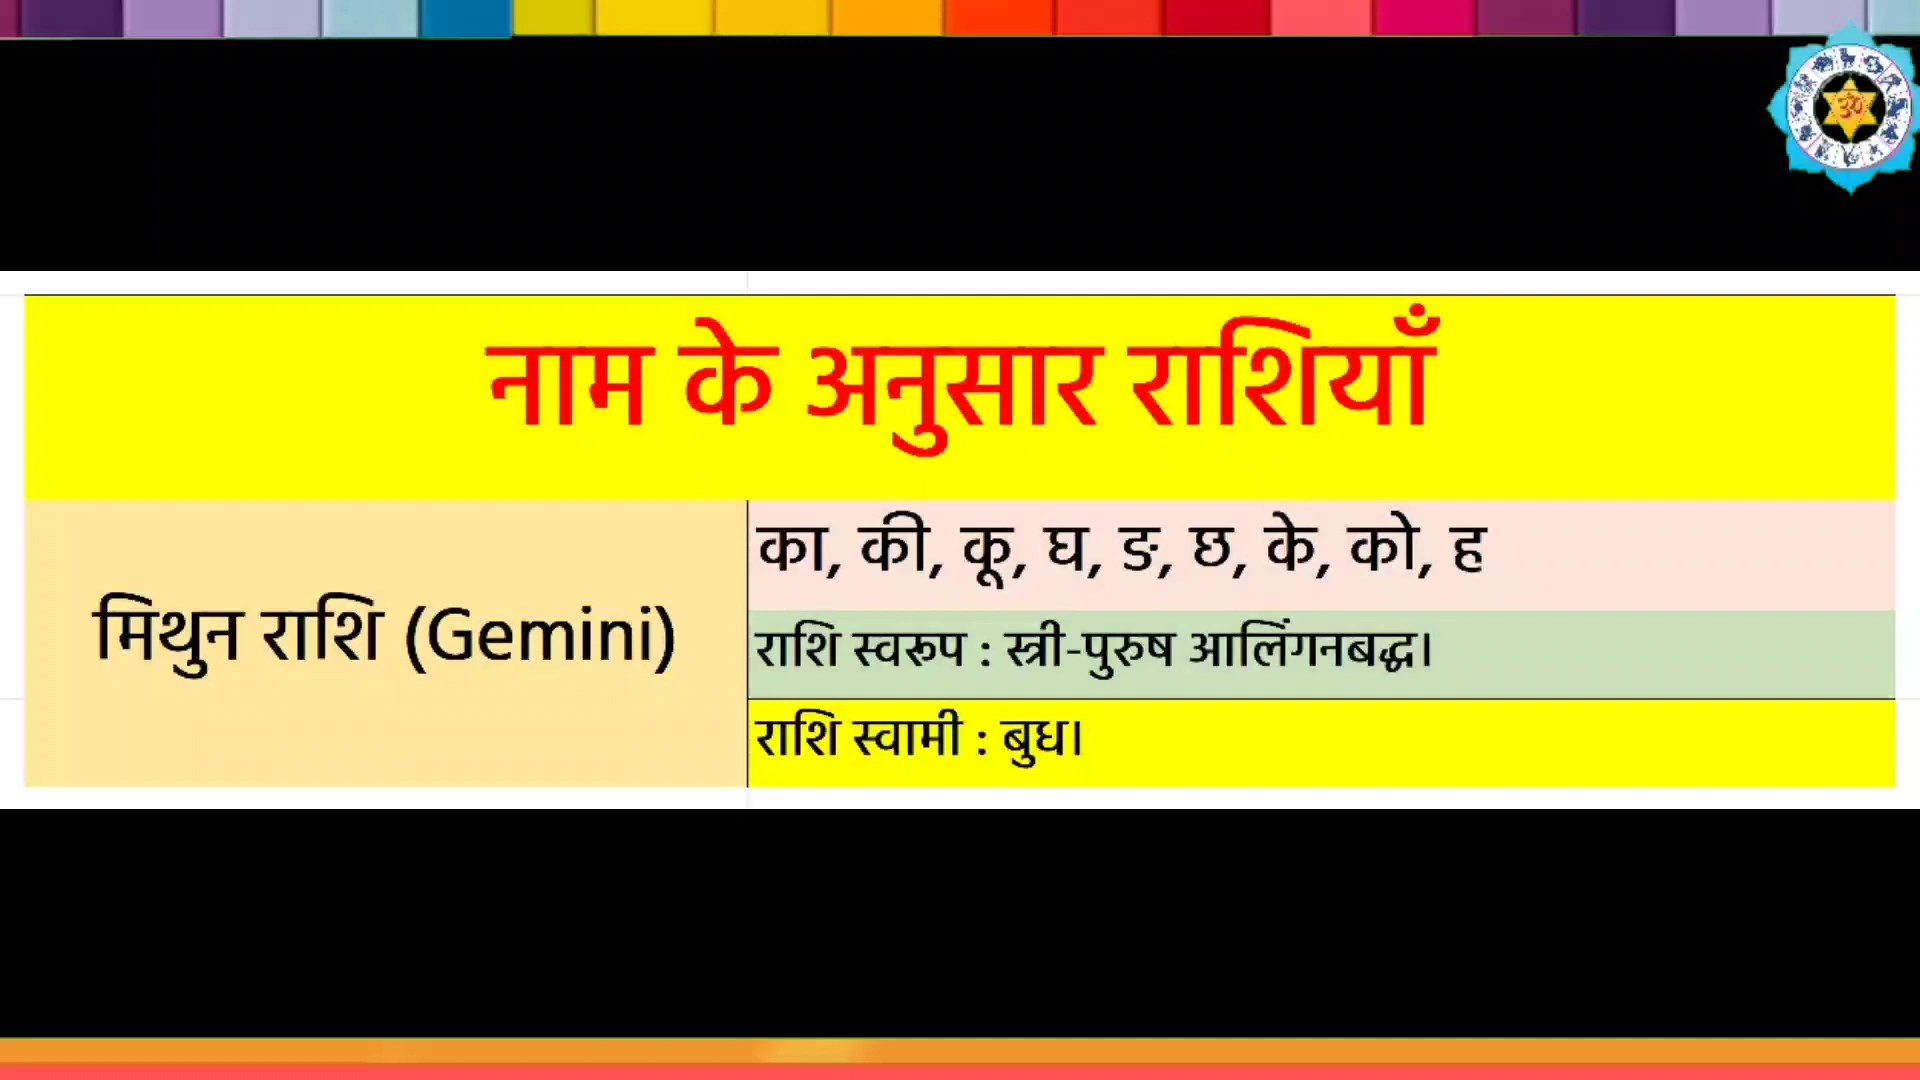 ॐ
नाम के अनुसार राशियाँ
मिथुन राशि (Gemini)
का, की, कू, घ, ङ, छ, के, को, ह
राशि स्वरूप : स्त्री-पुरुष आलिंगनबद्ध।
राशि स्वामी : बुध।